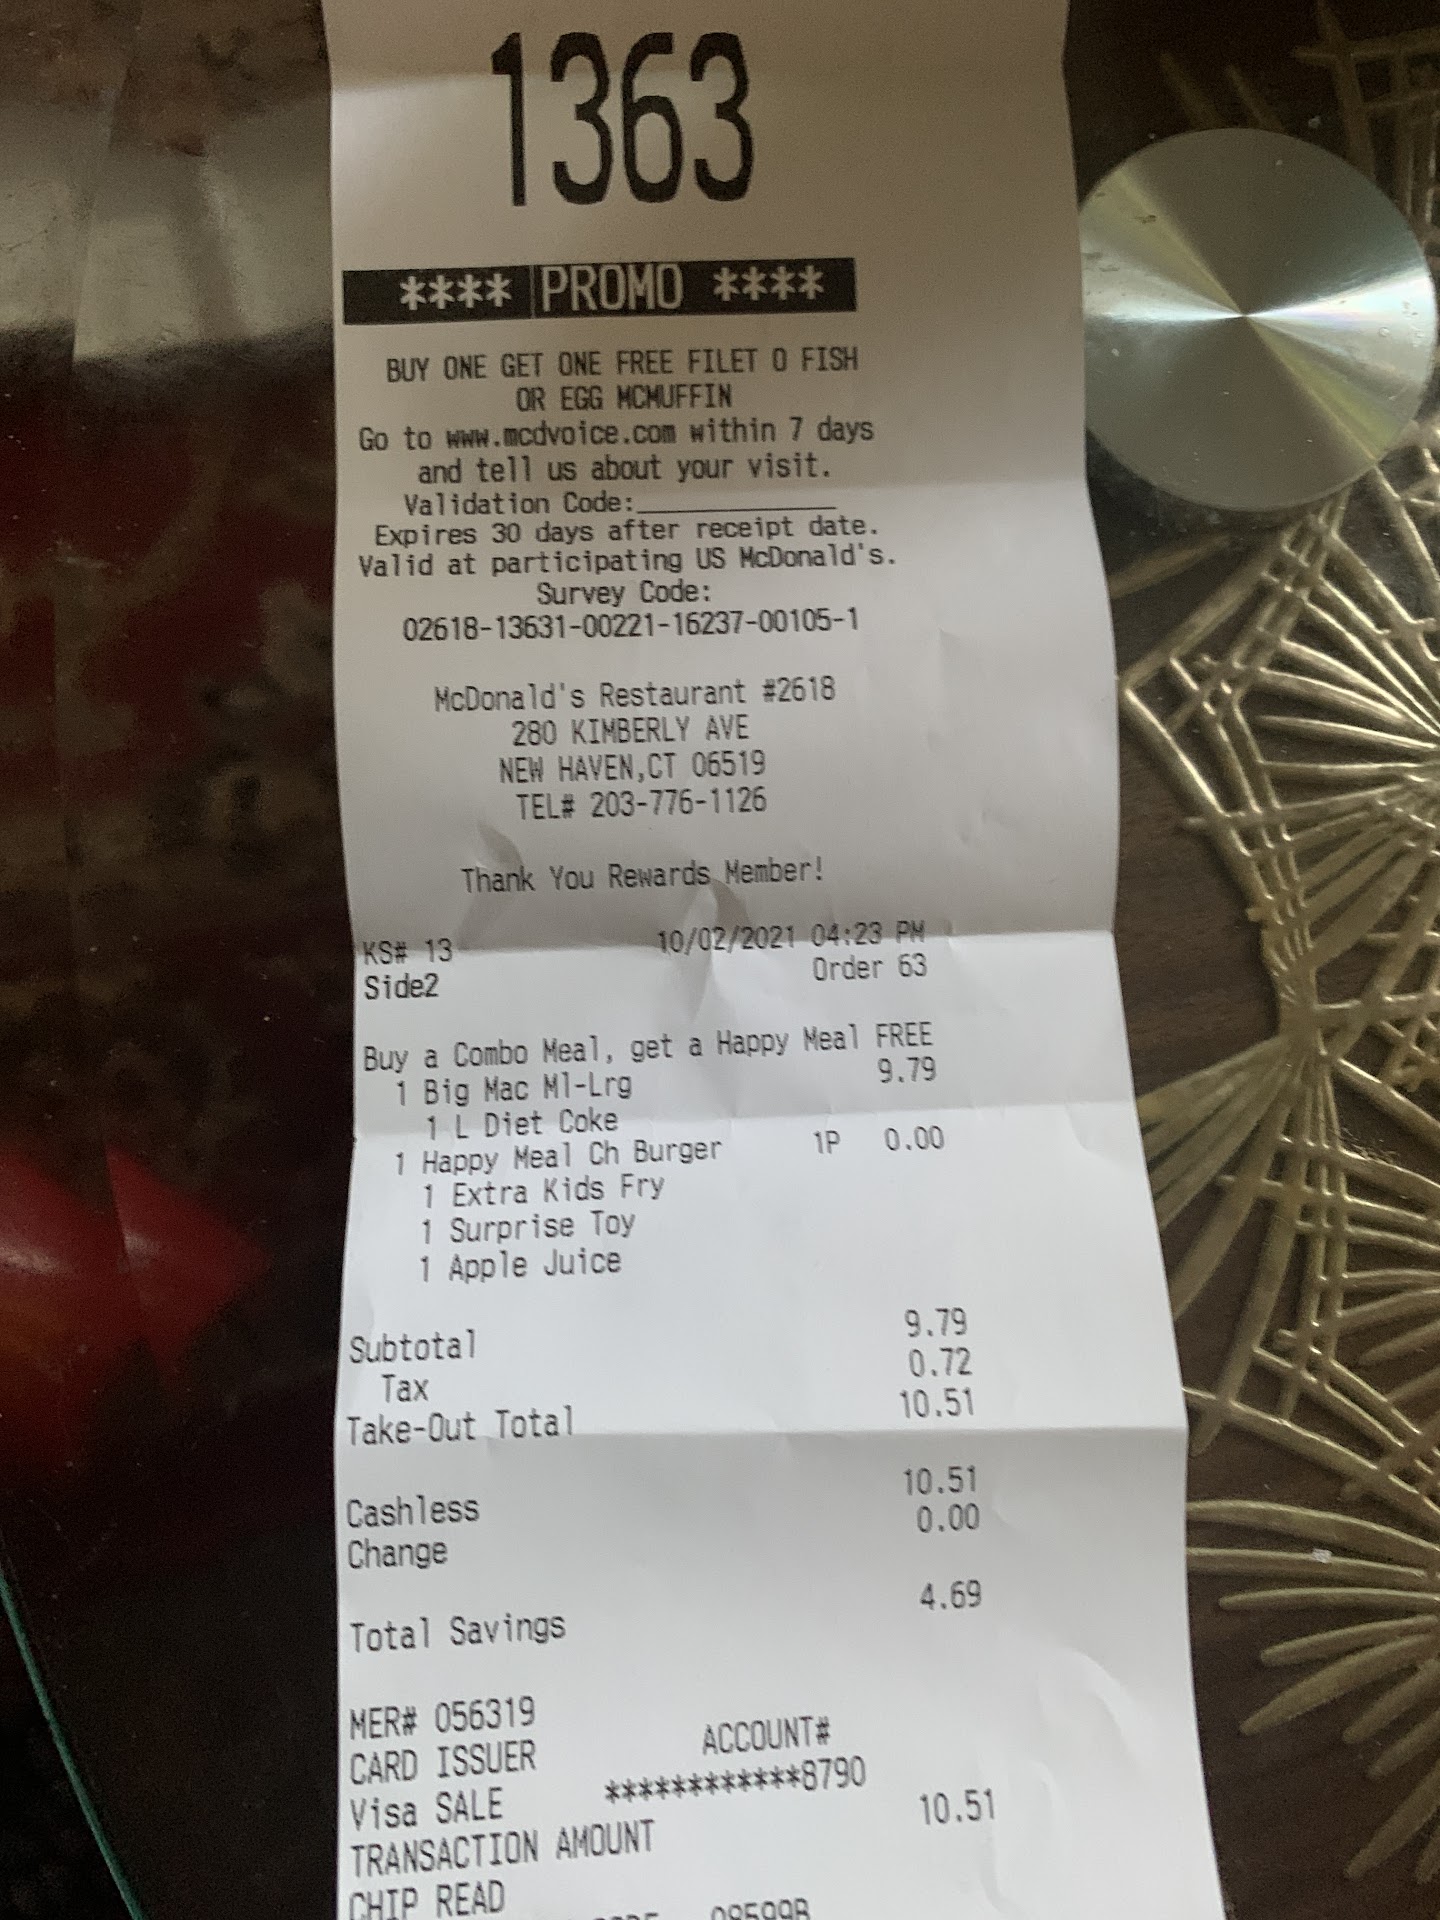 1363
**** PROMO ****
BUY ONE GET ONE FREE FILET O FISH
OR EGG MCMUFFIN
Go to www.mcdvoice.com within 7 days
and tell us about your visit.
Validation Code:____________
Expires 30 days after receipt date.
Valid at participating US McDonald's.
Survey Code:
02618-13631-00221-16237-00105-1
McDonald's Restaurant #2618
280 KIMBERLY AVE
NEW HAVEN,CT 06519
TEL# 203-776-1126
Thank You Rewards Member!
KS# 13 10/02/2021 04:23 PM
Side2 Order 63
Buy a Combo Meal, get a Happy Meal FREE
1 Big Mac Ml-Lrg 9.79
1 L Diet Coke
1 Happy Meal Ch Burger 1P 0.00
1 Extra Kids Fry
1 Surprise Toy
1 Apple Juice
Subtotal 9.79
Tax 0.72
Take-Out Total 10.51
Cashless 10.51
Change 0.00
Total Savings 4.69
MER# 056319
CARD ISSUER ACCOUNT#
Visa SALE ************8790
TRANSACTION AMOUNT 10.51
CHIP READ